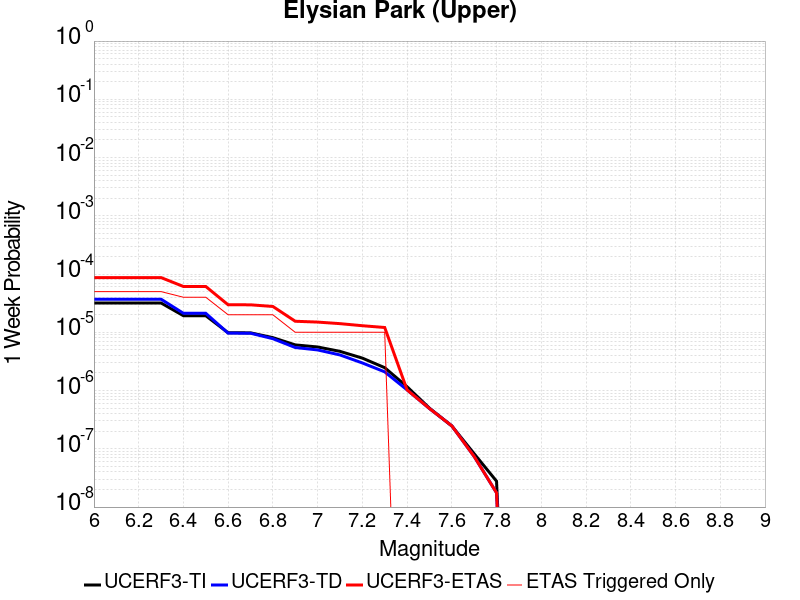 Elysian Park (Upper)
10^0
10^-1
10^-2
10^-3
10^-4
10^-5
10^-6
10^-7
10^-8
1 Week Probability
6 6.2 6.4 6.6 6.8 7 7.2 7.4 7.6 7.8 8 8.2 8.4 8.6 8.8 9
Magnitude
UCERF3-TI UCERF3-TD UCERF3-ETAS ETAS Triggered Only